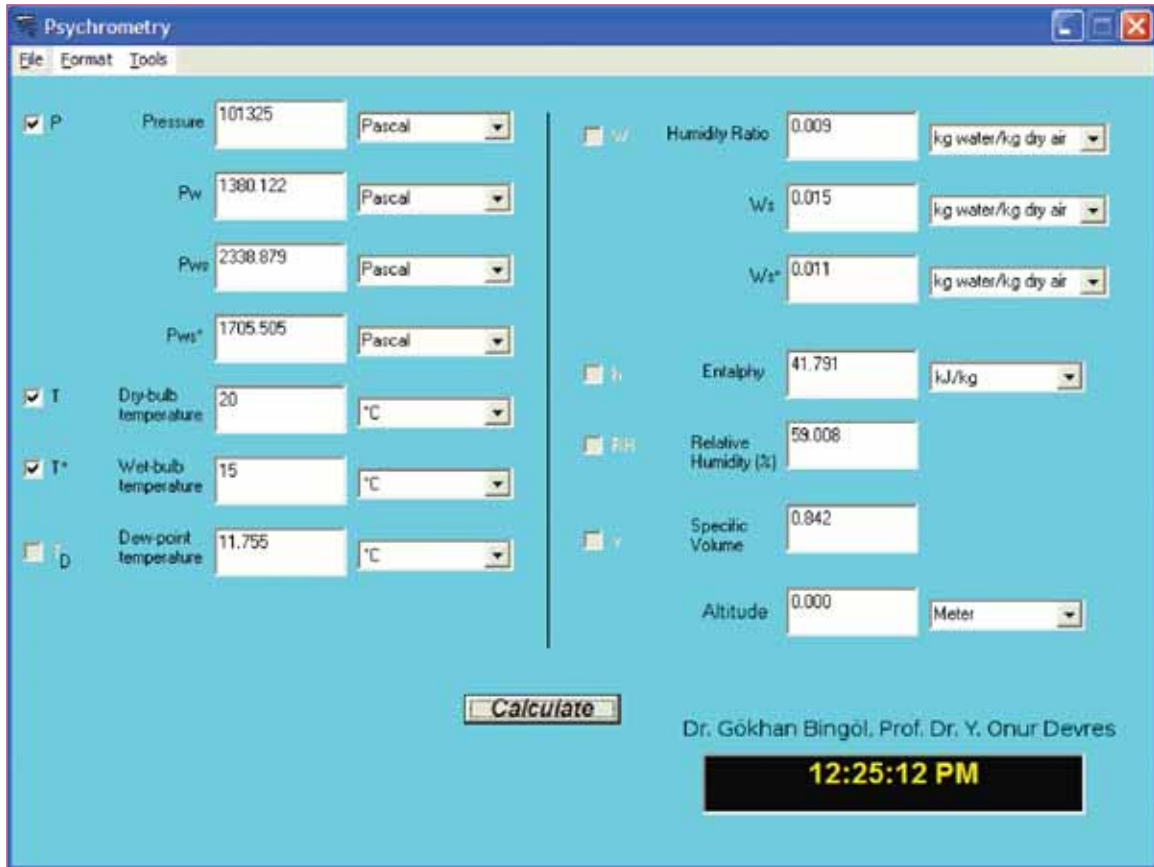 Psychrometry
File Format Tools
P Pressure 101325 Pascal
Pw 1380.122 Pascal
Pws 2338.879 Pascal
Pws* 1705.505 Pascal
T Dry-bulb temperature 20 °C
T* Wet-bulb temperature 15 °C
D Dew-point temperature 11.755 °C
W Humidity Ratio 0.009 kg water/kg dry air
Ws 0.015 kg water/kg dry air
Ws* 0.011 kg water/kg dry air
h Entalphy 41.791 kJ/kg
RH Relative Humidity (%) 59.008
v Specific Volume 0.842
Altitude 0.000 Meter
Calculate
Dr. Gökhan Bingöl, Prof. Dr. Y. Onur Devres
12:25:12 PM